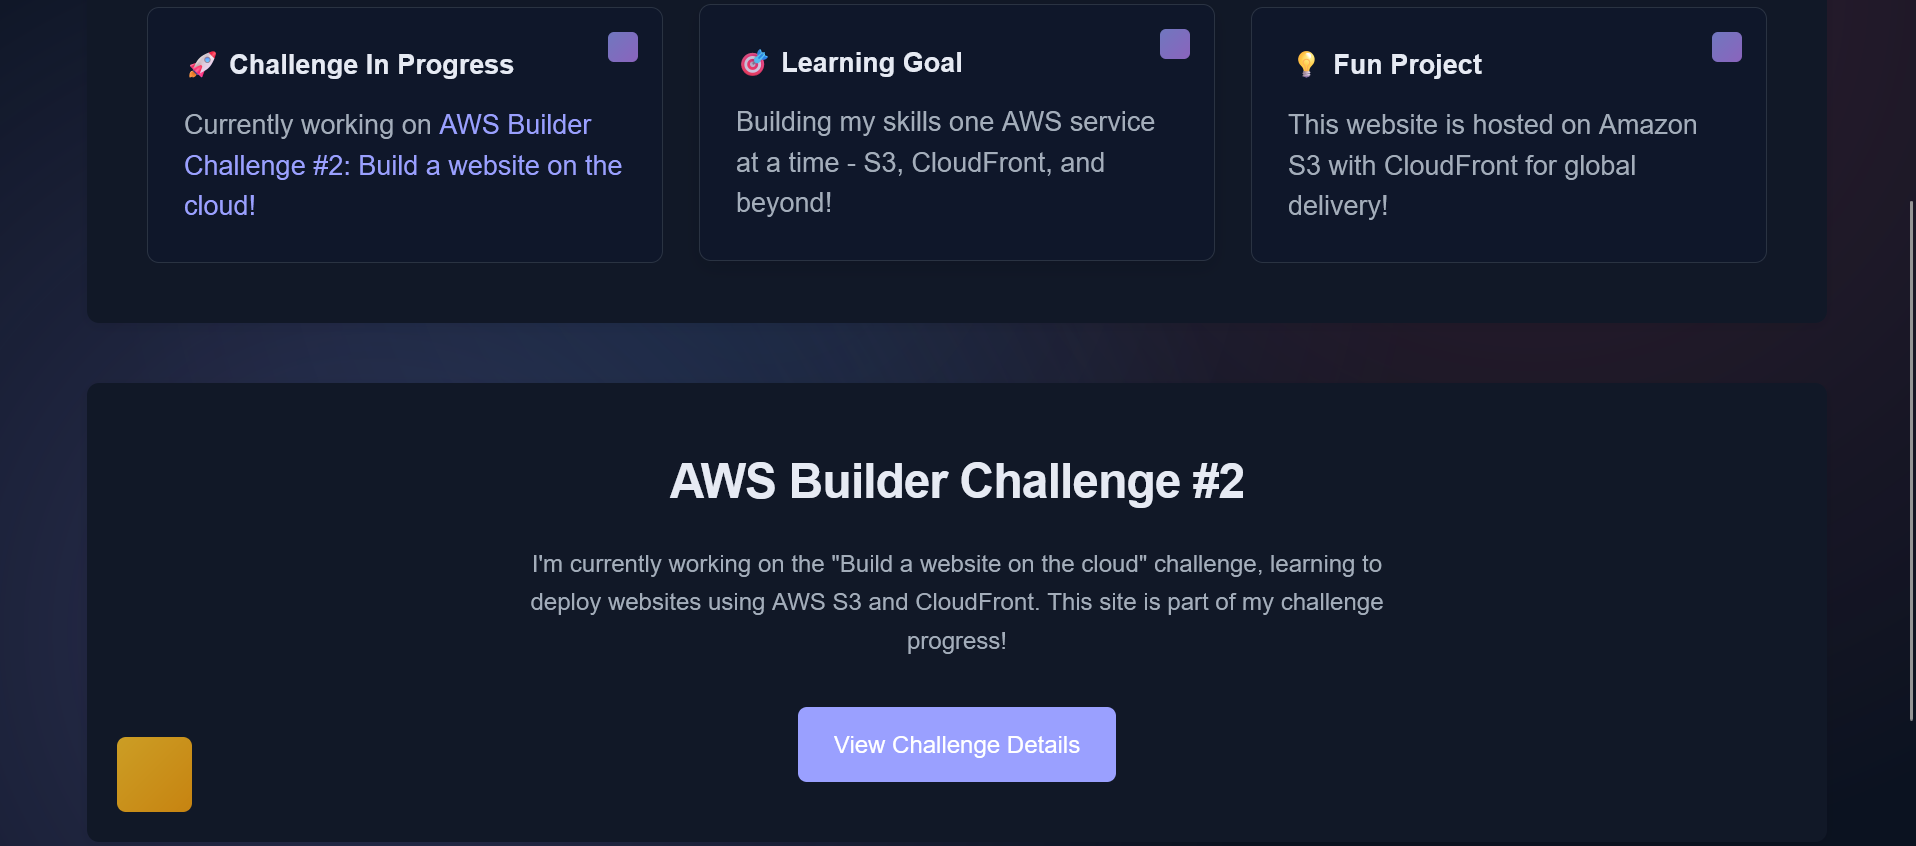 🚀 Challenge In Progress
Currently working on AWS Builder
Challenge #2: Build a website on the
cloud!
🎯 Learning Goal
Building my skills one AWS service
at a time - S3, CloudFront, and
beyond!
💡 Fun Project
This website is hosted on Amazon
S3 with CloudFront for global
delivery!
AWS Builder Challenge #2
I'm currently working on the "Build a website on the cloud" challenge, learning to
deploy websites using AWS S3 and CloudFront. This site is part of my challenge
progress!
View Challenge Details